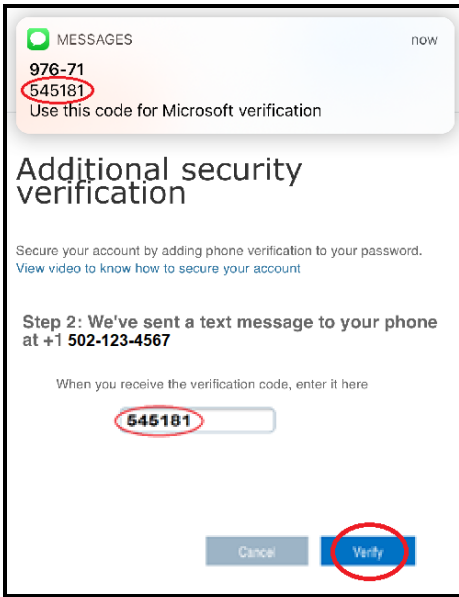 MESSAGES now
976-71
545181
Use this code for Microsoft verification
Additional security
verification
Secure your account by adding phone verification to your password.
View video to know how to secure your account
Step 2: We've sent a text message to your phone
at +1 502-123-4567
When you receive the verification code, enter it here
545181
Cancel Verify